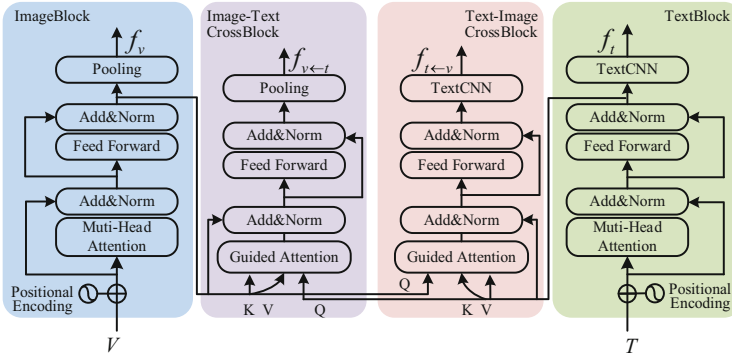 ImageBlock
f_v
Pooling
Add&Norm
Feed Forward
Add&Norm
Muti-Head
Attention
Positional
Encoding
V
Image-Text
CrossBlock
f_{v←t}
Pooling
Add&Norm
Feed Forward
Add&Norm
Guided Attention
K V
Q
Text-Image
CrossBlock
f_{t←v}
TextCNN
Add&Norm
Feed Forward
Add&Norm
Guided Attention
Q
K V
TextBlock
f_t
TextCNN
Add&Norm
Feed Forward
Add&Norm
Muti-Head
Attention
Positional
Encoding
T